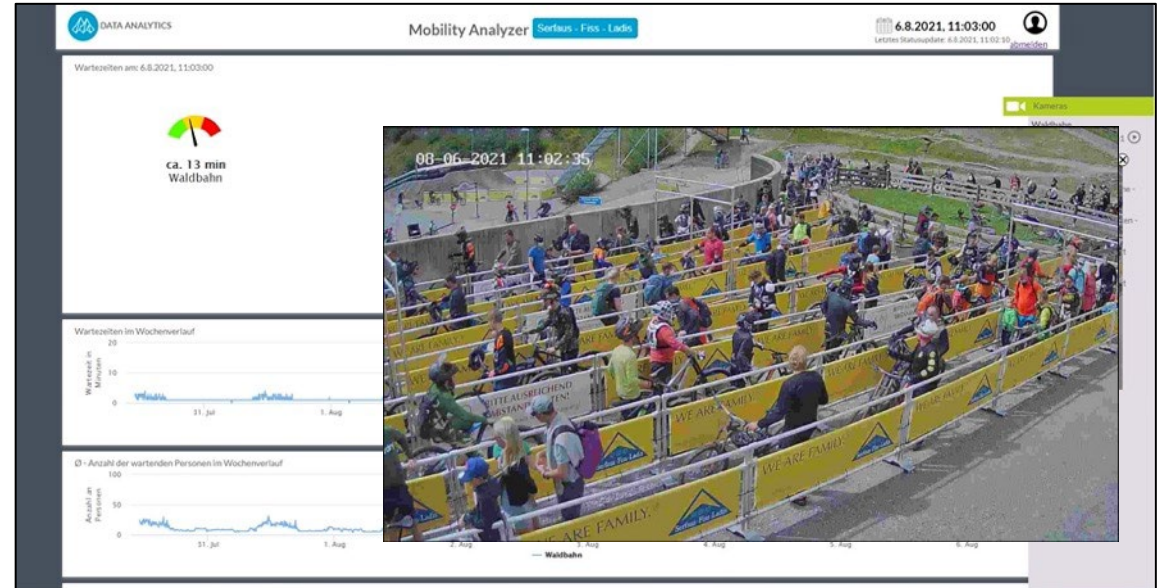 DATA ANALYTICS
Mobility Analyzer Serfaus - Fiss - Ladis
6.8.2021, 11:03:00
Letztes Statusupdate: 6.8.2021, 11:02:10
abmelden
Wartezeiten am: 6.8.2021, 11:03:00
Kameras
Waldbahn
ca. 13 min
Waldbahn
08-06-2021 11:02:35
BITTE AUSREICHEND
ABSTAND HALTEN!
WE ARE FAMILY.
WE ARE FAMILY.
WE ARE FAMILY.
WE ARE FAMILY.
Serfaus-Fiss-Ladis
Wartezeiten im Wochenverlauf
Wartezeit in
Minuten
20
10
0
31. Jul
1. Aug
Ø - Anzahl der wartenden Personen im Wochenverlauf
Anzahl an
Personen
100
50
0
31. Jul
1. Aug
2. Aug
3. Aug
4. Aug
5. Aug
6. Aug
Waldbahn